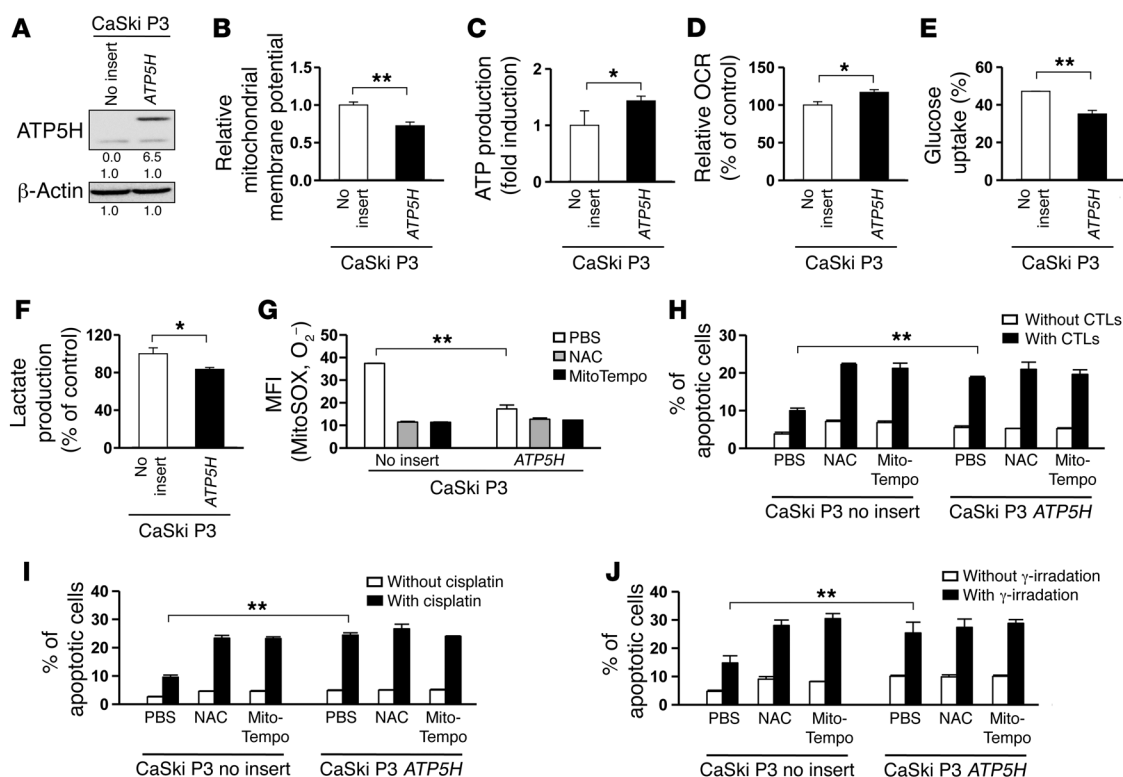 A
CaSki P3
No insert
ATP5H
ATP5H
0.0 6.5
1.0 1.0
β-Actin
1.0 1.0
B
Relative
mitochondrial
membrane potential
1.5
1.0
0.5
0.0
**
No
insert
ATP5H
CaSki P3
C
ATP production
(fold induction)
2
1
0
*
No
insert
ATP5H
CaSki P3
D
Relative OCR
(% of control)
150
100
50
0
*
No
insert
ATP5H
CaSki P3
E
Glucose
uptake (%)
60
40
20
0
**
No
insert
ATP5H
CaSki P3
F
Lactate
production
(% of control)
120
80
40
0
*
No
insert
ATP5H
CaSki P3
G
MFI
(MitoSOX, O2−)
50
40
30
20
10
0
**
PBS
NAC
MitoTempo
No insert ATP5H
CaSki P3
H
% of
apoptotic cells
30
20
10
0
**
Without CTLs
With CTLs
PBS NAC Mito- PBS NAC Mito-
Tempo Tempo
CaSki P3 no insert CaSki P3 ATP5H
I
% of
apoptotic cells
40
30
20
10
0
**
Without cisplatin
With cisplatin
PBS NAC Mito- PBS NAC Mito-
Tempo Tempo
CaSki P3 no insert CaSki P3 ATP5H
J
% of
apoptotic cells
40
30
20
10
0
**
Without γ-irradiation
With γ-irradiation
PBS NAC Mito- PBS NAC Mito-
Tempo Tempo
CaSki P3 no insert CaSki P3 ATP5H